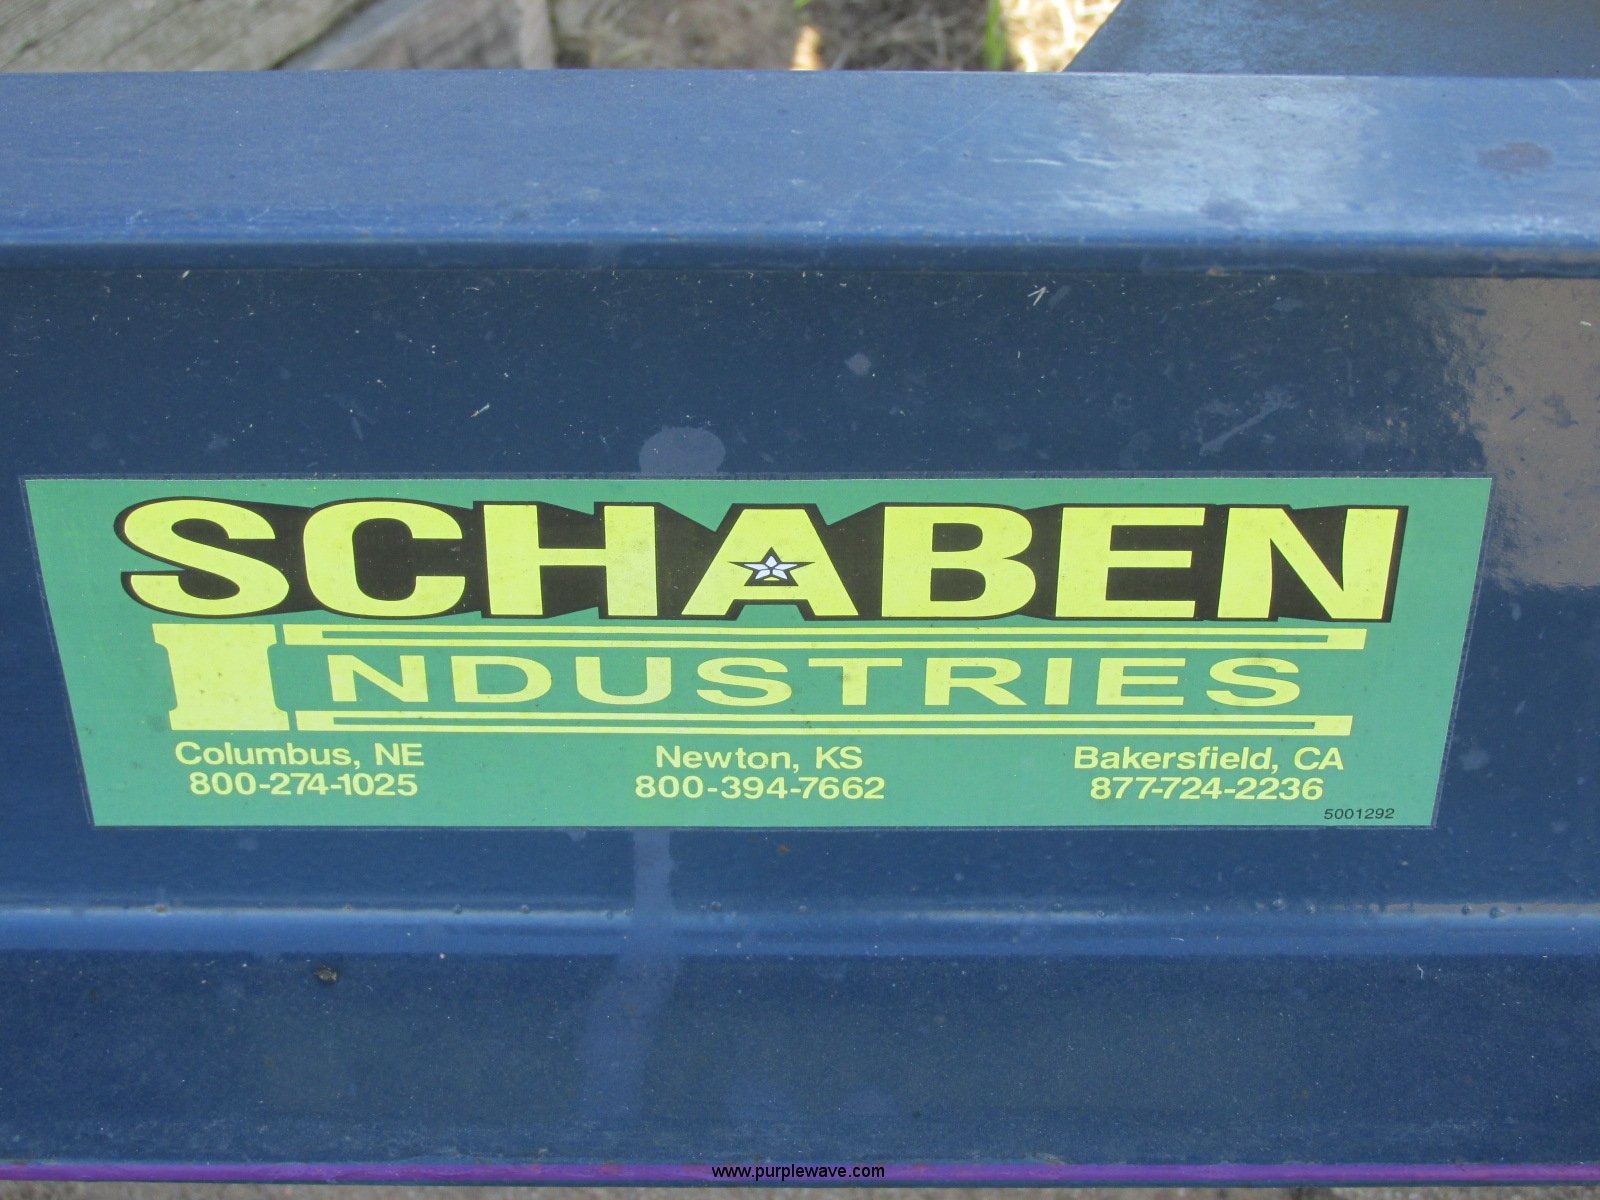 SCHABEN
INDUSTRIES
Columbus, NE
800-274-1025
Newton, KS
800-394-7662
Bakersfield, CA
877-724-2236
5001292
www.purplewave.com